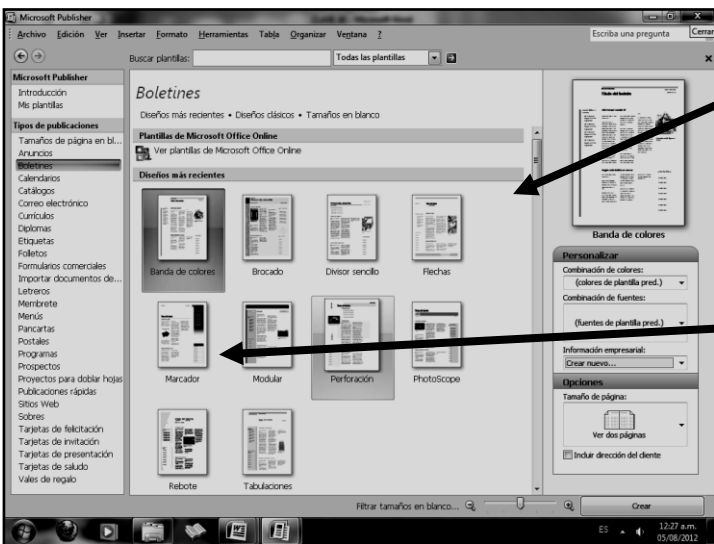 Microsoft Publisher
Archivo Edición Ver Insertar Formato Herramientas Tabla Organizar Ventana ?
Escriba una pregunta
Cerrar
Buscar plantillas:
Todas las plantillas
Microsoft Publisher
Introducción
Mis plantillas
Tipos de publicaciones
Tamaños de página en bl...
Anuncios
Boletines
Calendarios
Catálogos
Correo electrónico
Currículos
Diplomas
Etiquetas
Folletos
Formularios comerciales
Importar documentos de...
Letreros
Membrete
Menús
Pancartas
Postales
Programas
Prospectos
Proyectos para doblar hojas
Publicaciones rápidas
Sitios Web
Sobres
Tarjetas de felicitación
Tarjetas de invitación
Tarjetas de presentación
Tarjetas de saludo
Vales de regalo
Boletines
Diseños más recientes • Diseños clásicos • Tamaños en blanco
Plantillas de Microsoft Office Online
Ver plantillas de Microsoft Office Online
Diseños más recientes
Banda de colores
Brocado
Divisor sencillo
Flechas
Marcador
Modular
Perforación
PhotoScope
Rebote
Tabulaciones
Título del boletín
Banda de colores
Personalizar
Combinación de colores:
(colores de plantilla pred.)
Combinación de fuentes:
(fuentes de plantilla pred.)
Información empresarial:
Crear nuevo...
Opciones
Tamaño de página:
Ver dos páginas
Incluir dirección del cliente
Filtrar tamaños en blanco...
Crear
ES
12:27 a.m.
05/08/2012